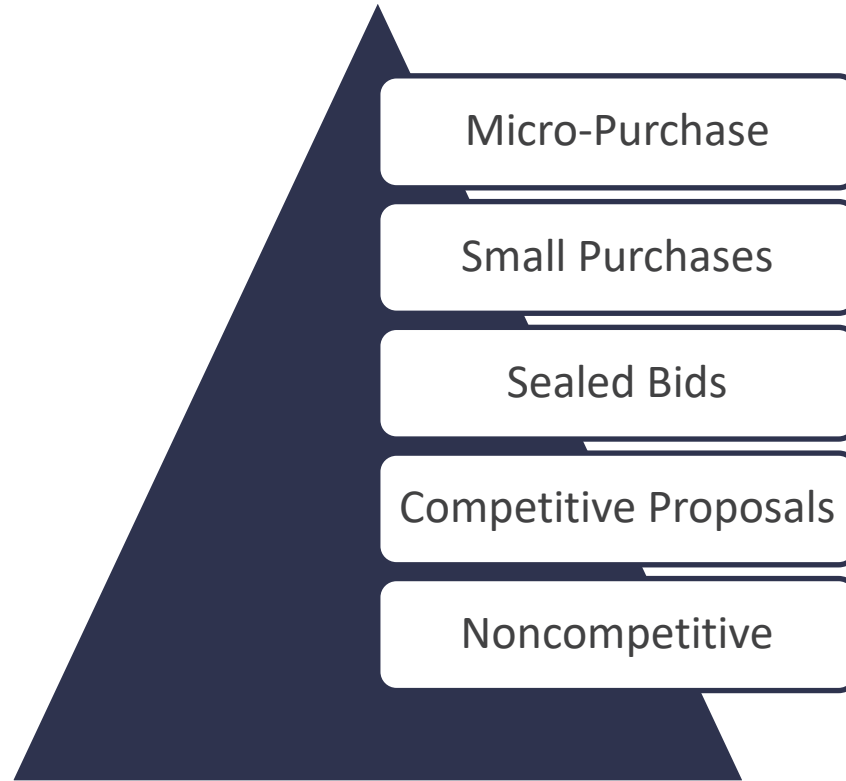 Micro-Purchase
Small Purchases
Sealed Bids
Competitive Proposals
Noncompetitive